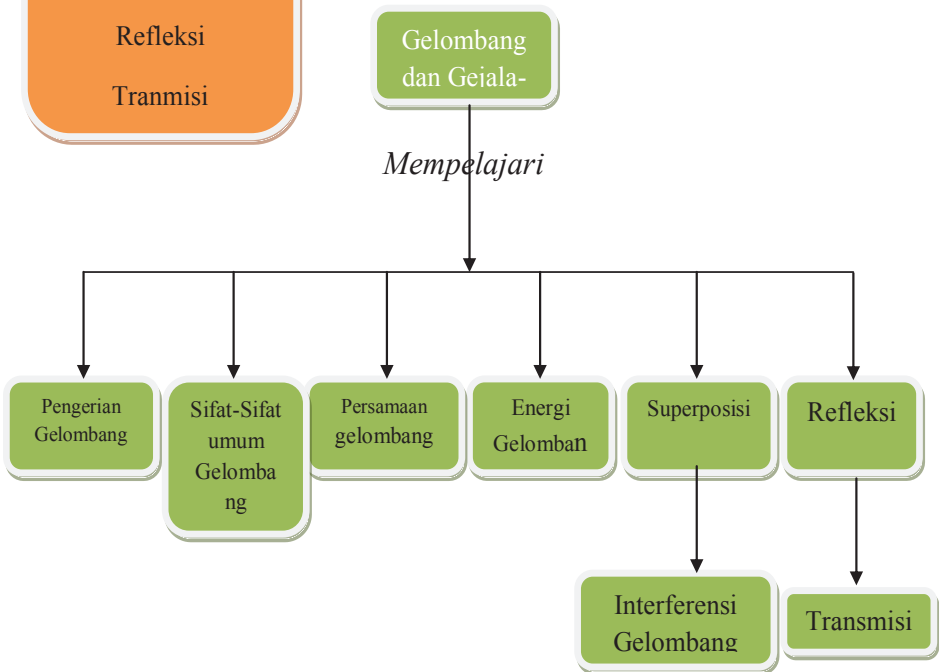 Refleksi
Tranmisi
Gelombang
dan Gejala-
Mempelajari
Pengerian
Gelombang
Sifat-Sifat
umum
Gelomba
ng
Persamaan
gelombang
Energi
Gelomban
Superposisi
Refleksi
Interferensi
Gelombang
Transmisi